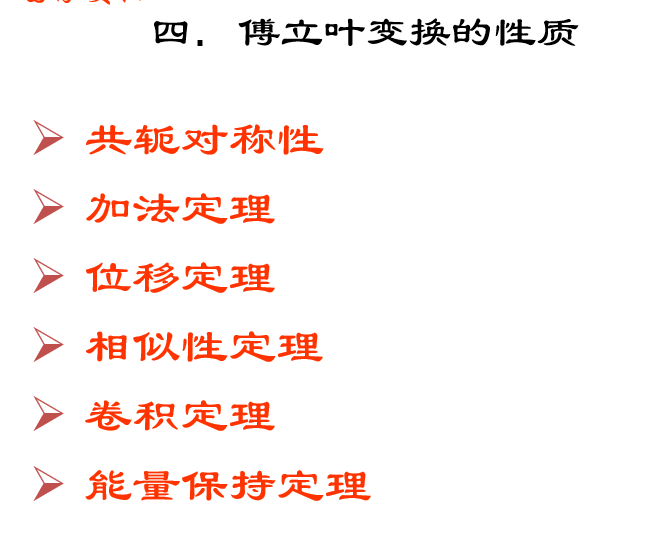 四．傅立叶变换的性质
共轭对称性
加法定理
位移定理
相似性定理
卷积定理
能量保持定理